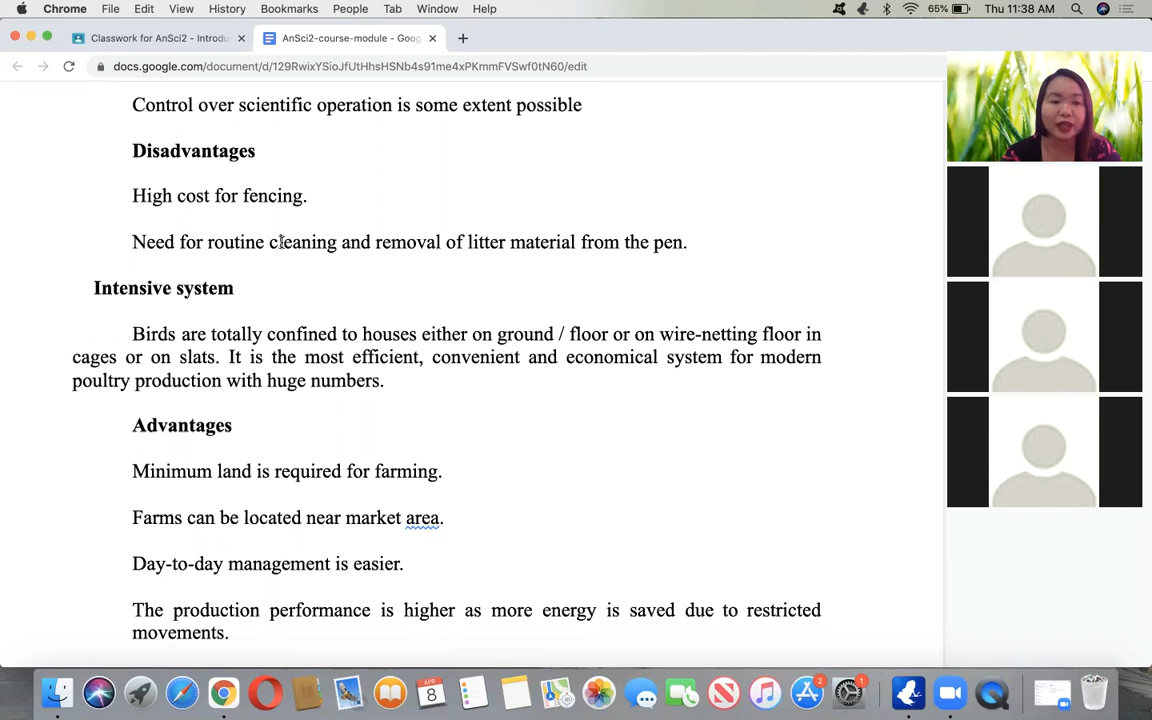 Chrome File Edit View History Bookmarks People Tab Window Help 65% Thu 11:38 AM
Classwork for AnSci2 - Introdu AnSci2-course-module - Goog
docs.google.com/document/d/129RwixYSioJfUtHhsHSNb4s91me4xPKmmFVSwf0tN60/edit
Control over scientific operation is some extent possible
Disadvantages
High cost for fencing.
Need for routine cleaning and removal of litter material from the pen.
Intensive system
Birds are totally confined to houses either on ground / floor or on wire-netting floor in
cages or on slats. It is the most efficient, convenient and economical system for modern
poultry production with huge numbers.
Advantages
Minimum land is required for farming.
Farms can be located near market area.
Day-to-day management is easier.
The production performance is higher as more energy is saved due to restricted
movements.
APR
8
2
1